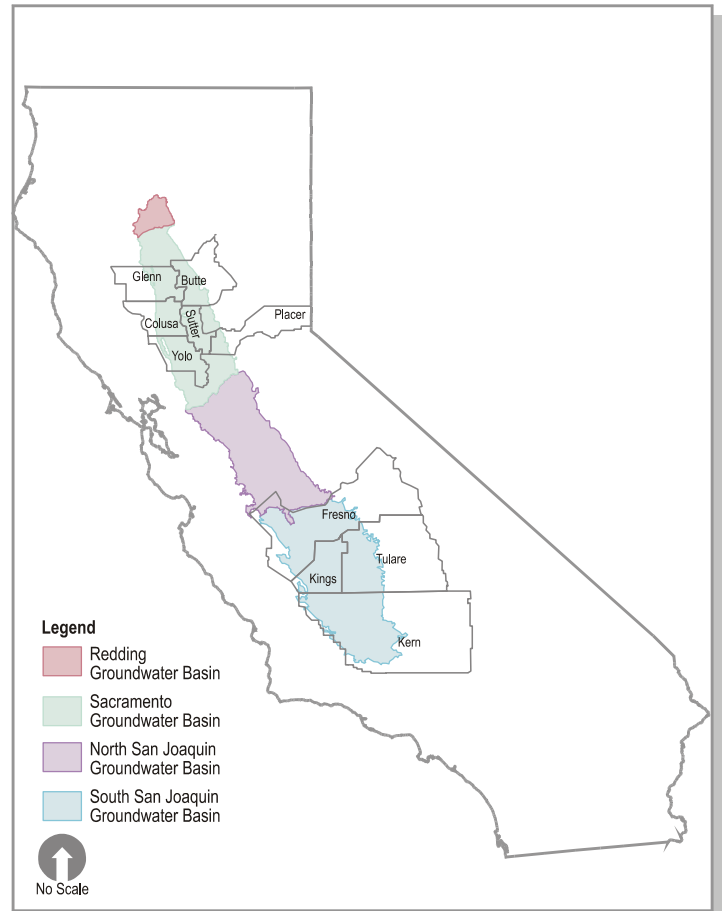 Glenn
Butte
Placer
Colusa
Sutter
Yolo
Fresno
Tulare
Kings
Kern
Legend
Redding
Groundwater Basin
Sacramento
Groundwater Basin
North San Joaquin
Groundwater Basin
South San Joaquin
Groundwater Basin
No Scale